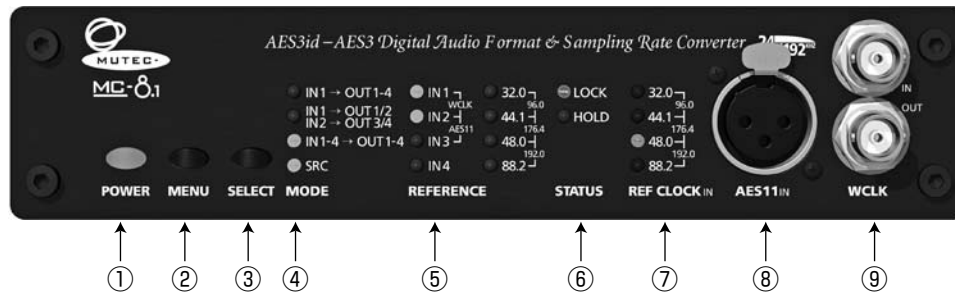 AES3id–AES3 Digital Audio Format & Sampling Rate Converter
24 192 kHz
MUTEC
MC-8.1
IN1 → OUT1-4
IN1 → OUT1/2
IN2 → OUT3/4
IN1-4 → OUT1-4
SRC
IN1
WCLK
IN2
AES11
IN3
IN4
32.0
96.0
44.1
176.4
48.0
192.0
88.2
LOCK
HOLD
32.0
96.0
44.1
176.4
48.0
192.0
88.2
IN
OUT
POWER MENU SELECT MODE REFERENCE STATUS REF CLOCK IN AES11 IN WCLK
① ② ③ ④ ⑤ ⑥ ⑦ ⑧ ⑨